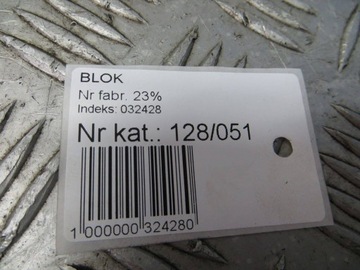 BLOK
Nr fabr. 23%
Indeks: 032428
Nr kat.: 128/051
1 000000 324280